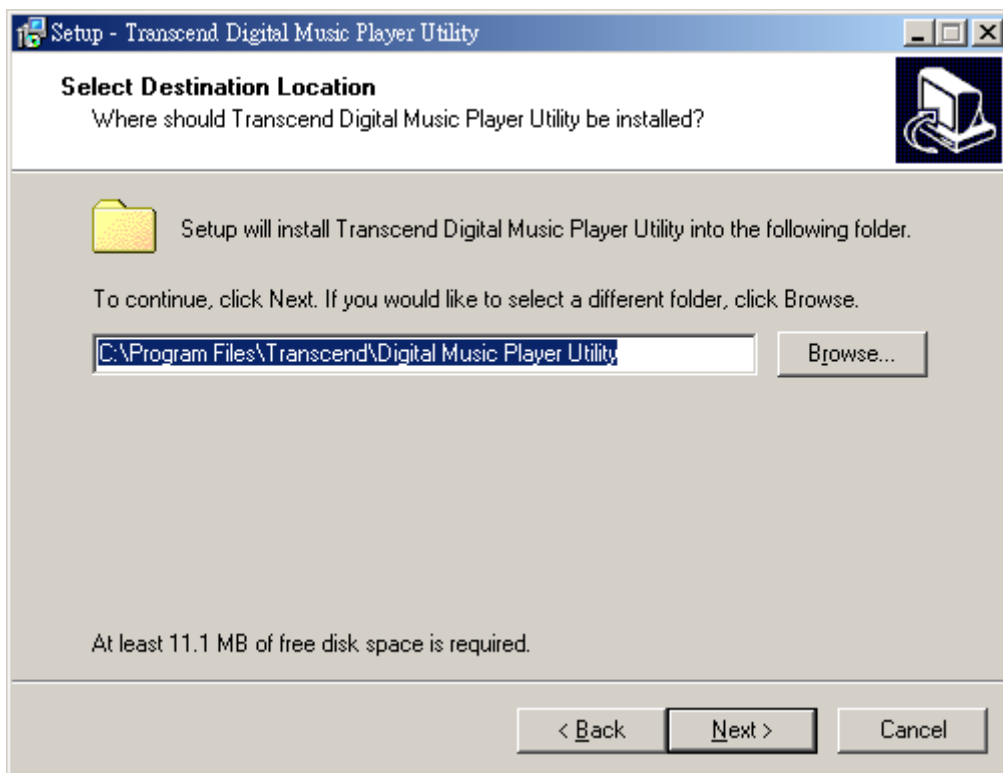 Setup - Transcend Digital Music Player Utility
Select Destination Location
Where should Transcend Digital Music Player Utility be installed?
Setup will install Transcend Digital Music Player Utility into the following folder.
To continue, click Next. If you would like to select a different folder, click Browse.
C:\Program Files\Transcend\Digital Music Player Utility
Browse...
At least 11.1 MB of free disk space is required.
< Back
Next >
Cancel